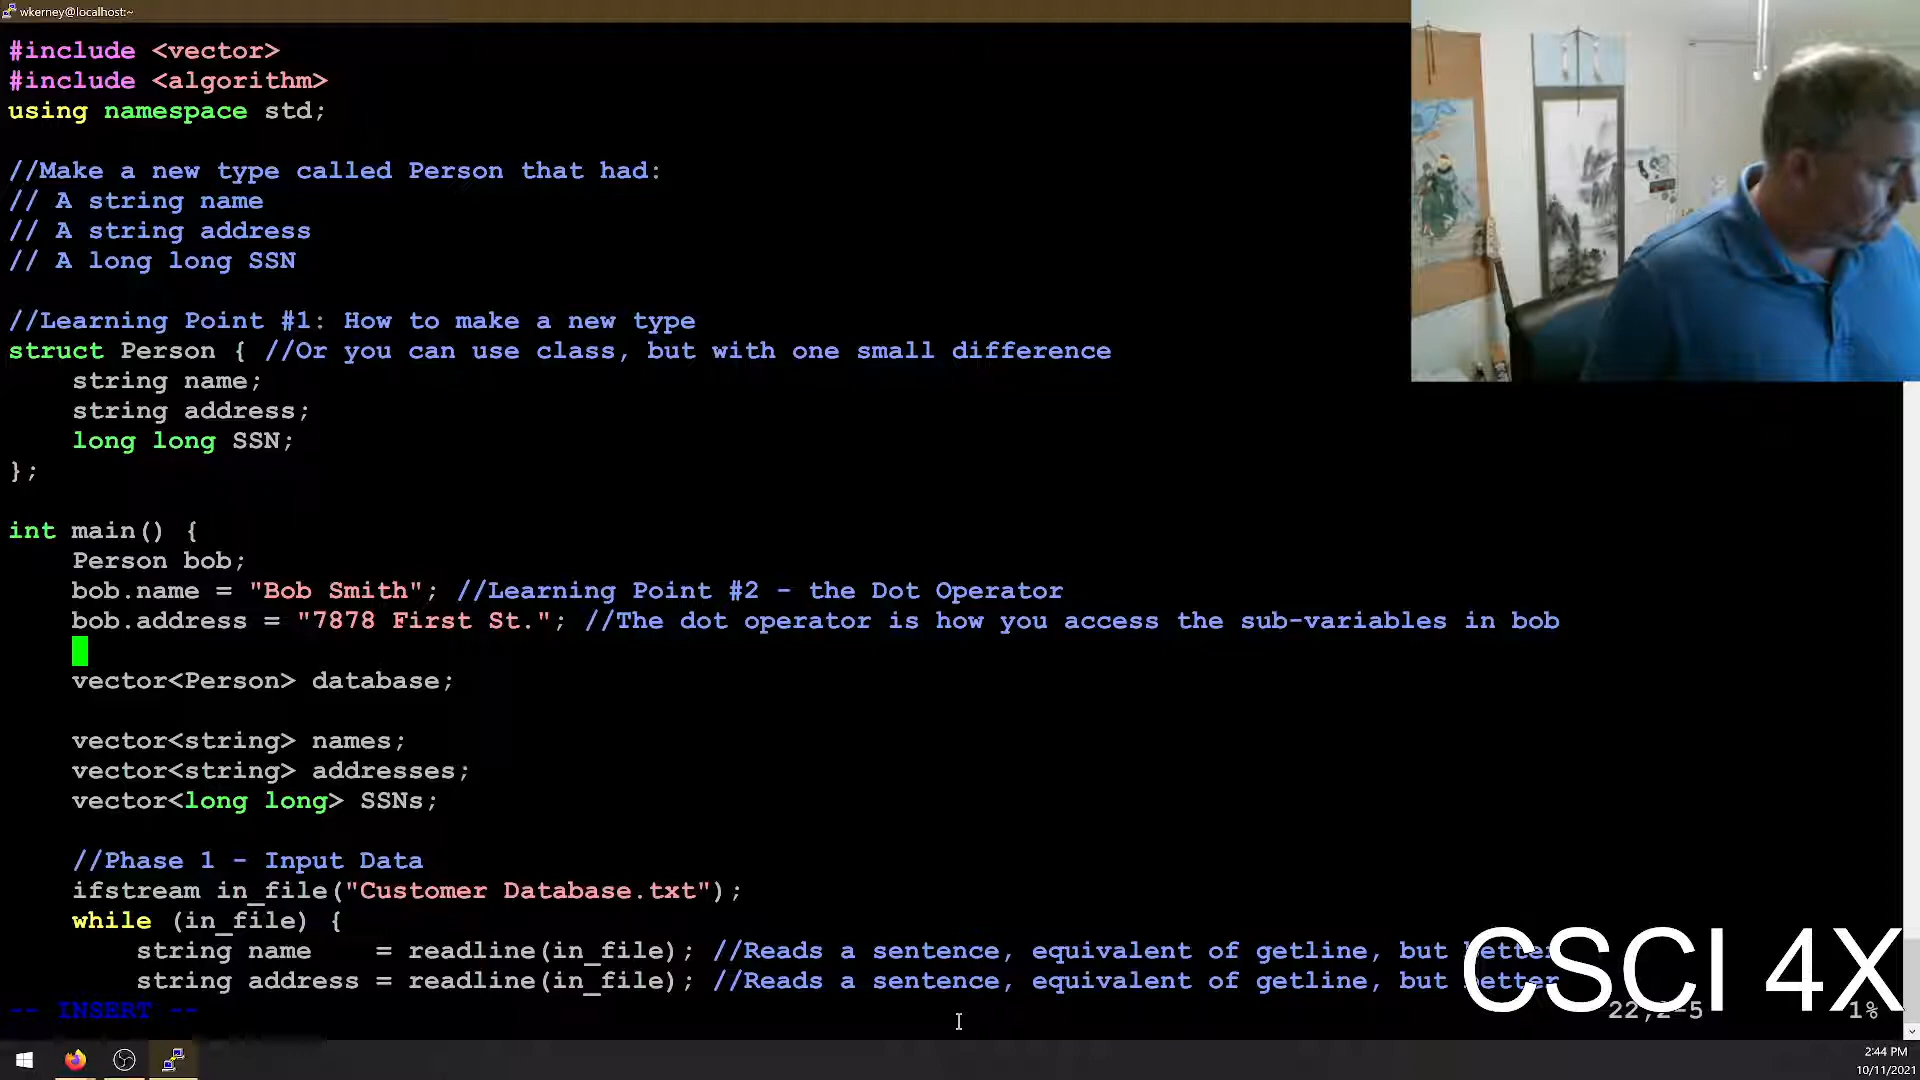 wkerney@localhost:~
#include <vector>
#include <algorithm>
using namespace std;
//Make a new type called Person that had:
// A string name
// A string address
// A long long SSN
//Learning Point #1: How to make a new type
struct Person { //Or you can use class, but with one small difference
    string name;
    string address;
    long long SSN;
};
int main() {
    Person bob;
    bob.name = "Bob Smith"; //Learning Point #2 - the Dot Operator
    bob.address = "7878 First St."; //The dot operator is how you access the sub-variables in bob
    vector<Person> database;
    vector<string> names;
    vector<string> addresses;
    vector<long long> SSNs;
    //Phase 1 - Input Data
    ifstream in_file("Customer Database.txt");
    while (in_file) {
        string name    = readline(in_file); //Reads a sentence, equivalent of getline, but better
        string address = readline(in_file); //Reads a sentence, equivalent of getline, but better
CSCI 4X
-- INSERT --
22,2-5
1%
2:44 PM
10/11/2021